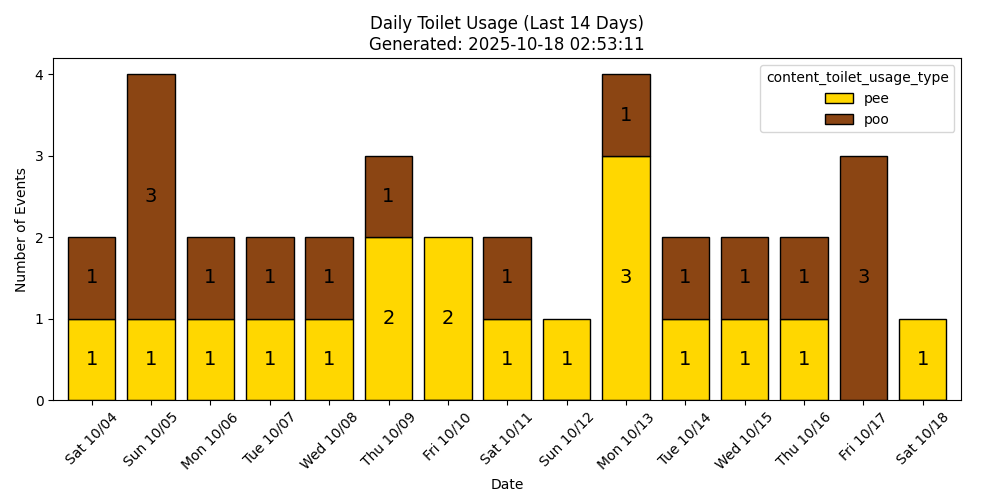 Daily Toilet Usage (Last 14 Days)
Generated: 2025-10-18 02:53:11
content_toilet_usage_type
pee
poo
Number of Events
4
3
2
1
0
1 3 1 1 1 1 1 1 1 1 1 3
1 1 1 1 1 2 2 1 1 3 1 1 1 1
Sat 10/04
Sun 10/05
Mon 10/06
Tue 10/07
Wed 10/08
Thu 10/09
Fri 10/10
Sat 10/11
Sun 10/12
Mon 10/13
Tue 10/14
Wed 10/15
Thu 10/16
Fri 10/17
Sat 10/18
Date